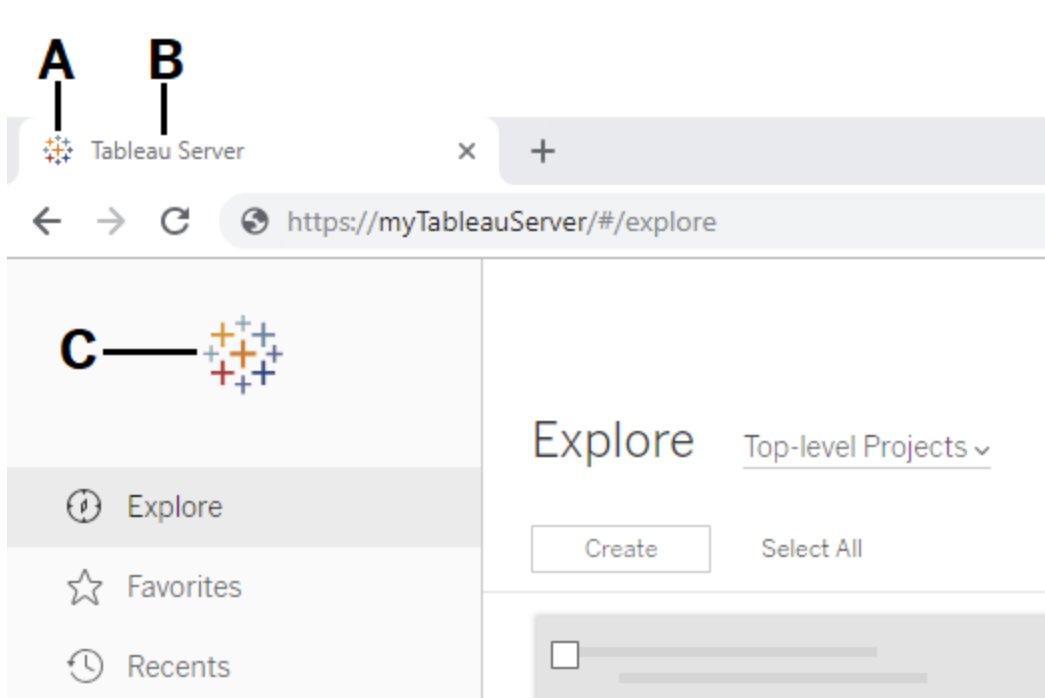 A B
Tableau Server
https://myTableauServer/#/explore
C
Explore Top-level Projects
Explore
Create Select All
Favorites
Recents